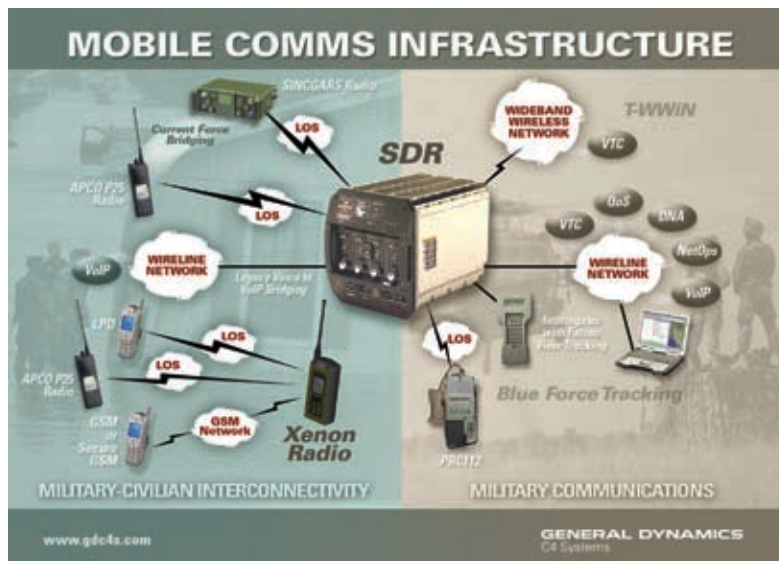 MOBILE COMMS INFRASTRUCTURE
SINCGARS Radio
LOS
Current Force
Bridging
APCO P25
Radio
LOS
SDR
WIDEBAND
WIRELESS
NETWORK
T-WWiN
VTC
VoIP
WIRELINE
NETWORK
Legacy Voice to
VoIP Bridging
VTC
QoS
DNA
NetOps
VoIP
WIRELINE
NETWORK
LPD
LOS
APCO P25
Radio
LOS
GSM
or
Secure
GSM
GSM
Network
Xenon
Radio
LOS
PRC112
Blue Force Tracking
MILITARY-CIVILIAN INTERCONNECTIVITY
MILITARY COMMUNICATIONS
www.gdc4s.com
GENERAL DYNAMICS
C4 Systems